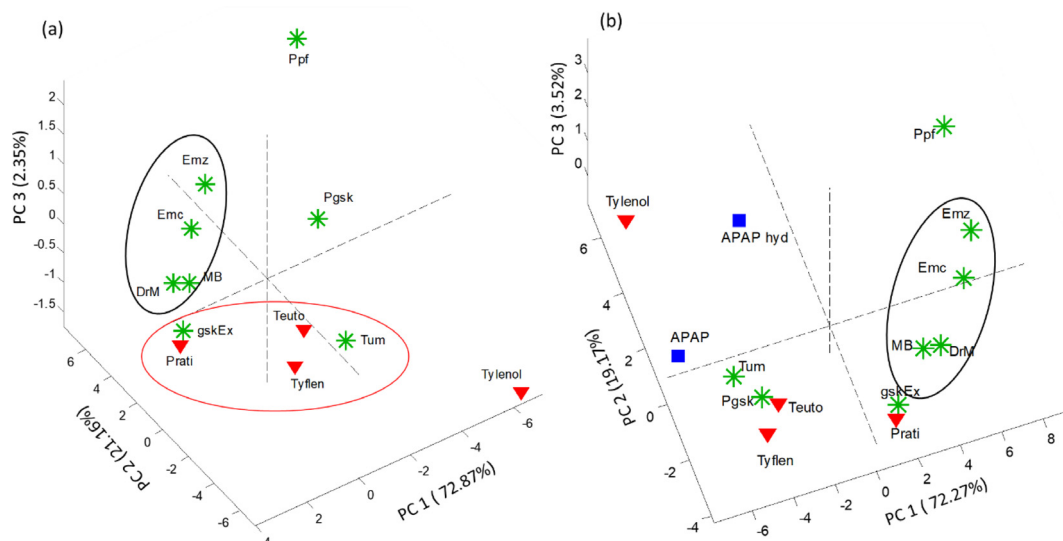 (a)
Ppf
2
1.5
1
0.5
0
-0.5
-1
-1.5
PC 3 (2.35%)
Emz
Emc
Pgsk
DrM
MB
gskEx
Prati
Teuto
Tum
Tyflen
Tylenol
6
4
2
0
-2
-4
-6
PC 2 (21.16%)
4
2
0
-2
-4
-6
PC 1 ( 72.87%)
(b)
3
2
1
0
PC 3 (3.52%)
Ppf
Tylenol
APAP hyd
Emz
Emc
APAP
MB
DrM
Tum
Pgsk
Teuto
gskEx
Prati
Tyflen
6
4
2
0
-2
-4
PC 2 (19.17%)
-6
-4
-2
0
2
4
6
8
PC 1 ( 72.27%)